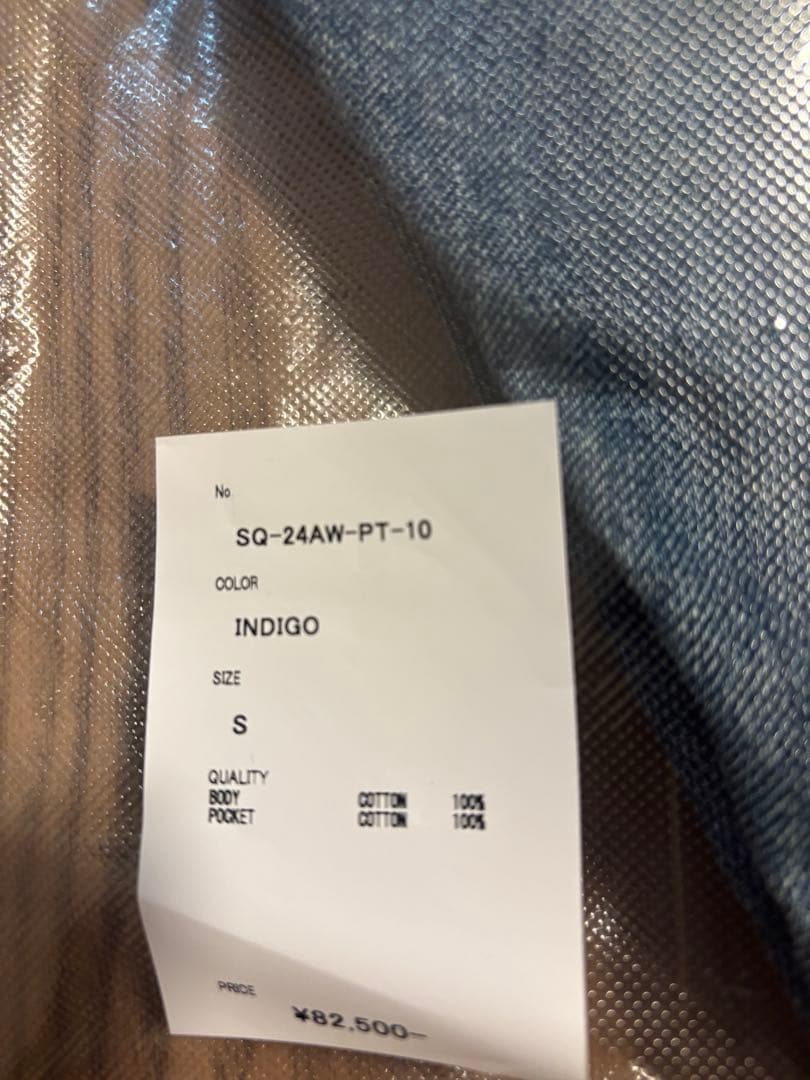 No.
SQ-24AW-PT-10
COLOR
INDIGO
SIZE
S
QUALITY
BODY COTTON 100%
POCKET COTTON 100%
PRICE
¥82,500-